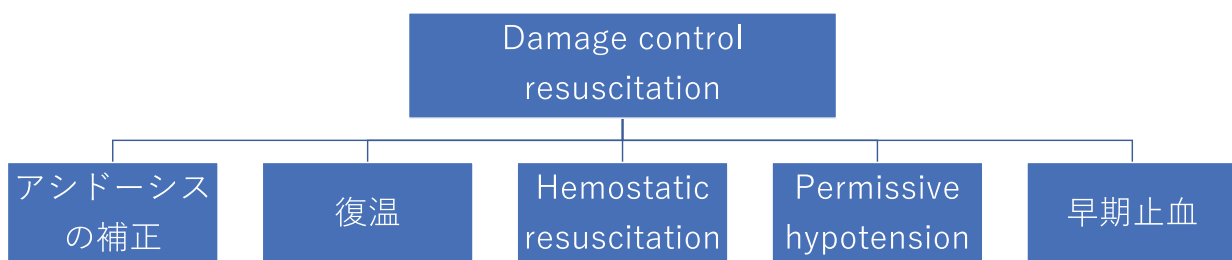 Damage control
resuscitation
アシドーシス
の補正
復温
Hemostatic
resuscitation
Permissive
hypotension
早期止血